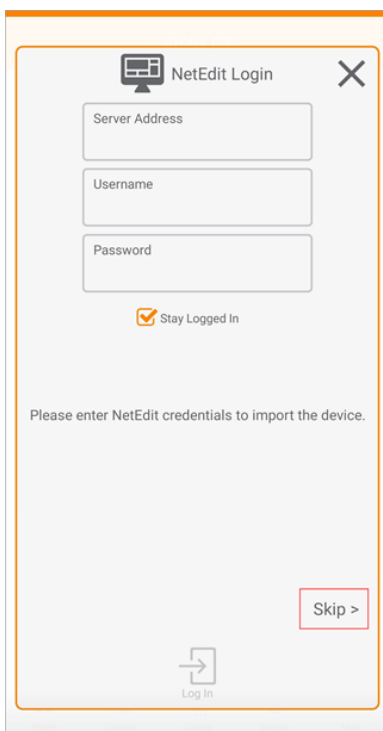 NetEdit Login
Server Address
Username
Password
Stay Logged In
Please enter NetEdit credentials to import the device.
Skip >
Log In